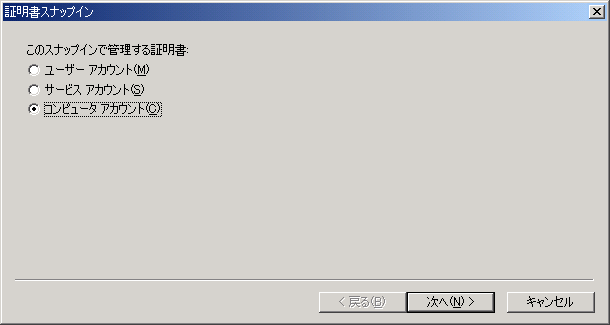 証明書スナップイン
このスナップインで管理する証明書:
ユーザー アカウント(M)
サービス アカウント(S)
コンピュータ アカウント(C)
< 戻る(B)
次へ(N) >
キャンセル